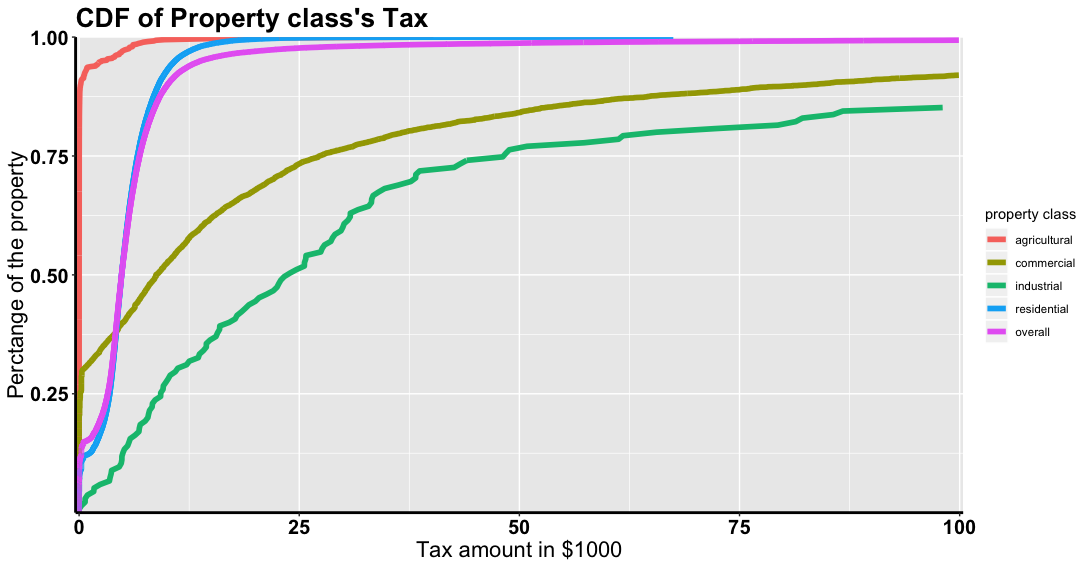 CDF of Property class's Tax
Perctange of the property
1.00
0.75
0.50
0.25
0
25
50
75
100
Tax amount in $1000
property class
agricultural
commercial
industrial
residential
overall